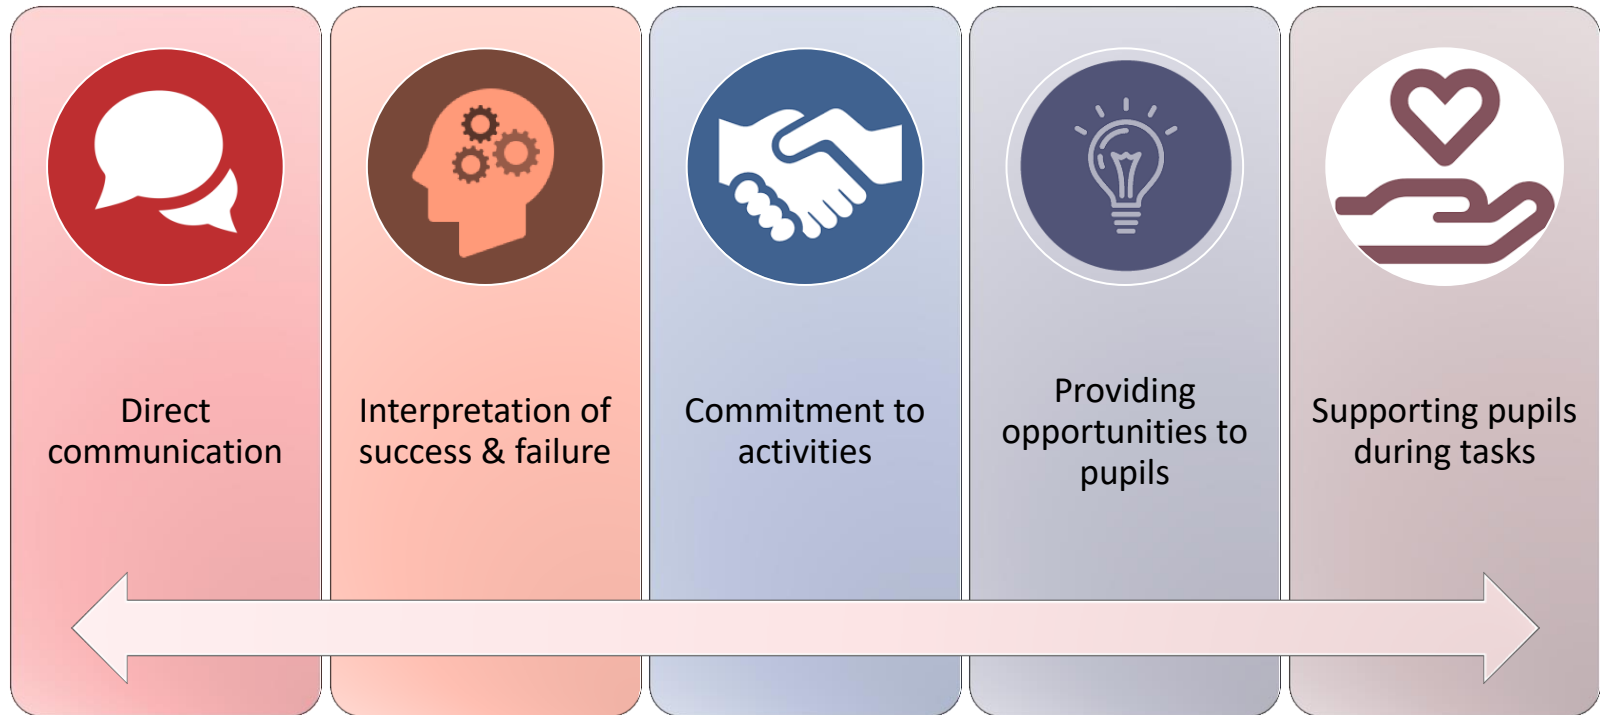 Direct
communication
Interpretation of
success & failure
Commitment to
activities
Providing
opportunities to
pupils
Supporting pupils
during tasks